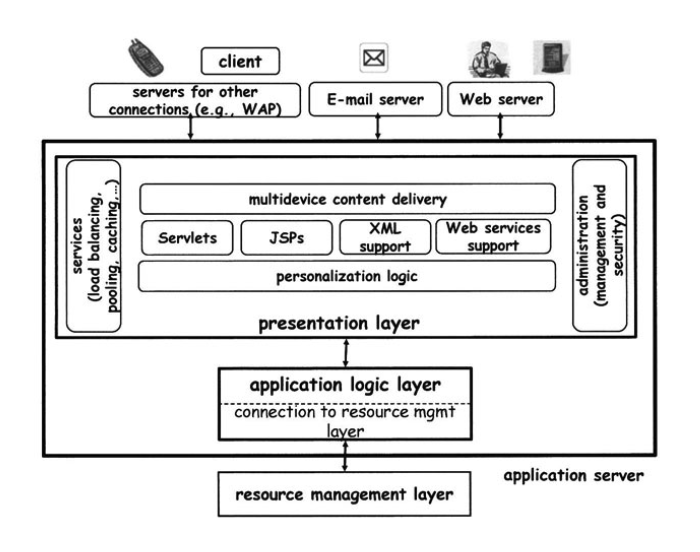 client
servers for other
connections (e.g., WAP)
E-mail server
Web server
services
(load balancing,
pooling, caching,…)
multidevice content delivery
Servlets
JSPs
XML
support
Web services
support
personalization logic
administration
(management and
security)
presentation layer
application logic layer
connection to resource mgmt
layer
application server
resource management layer